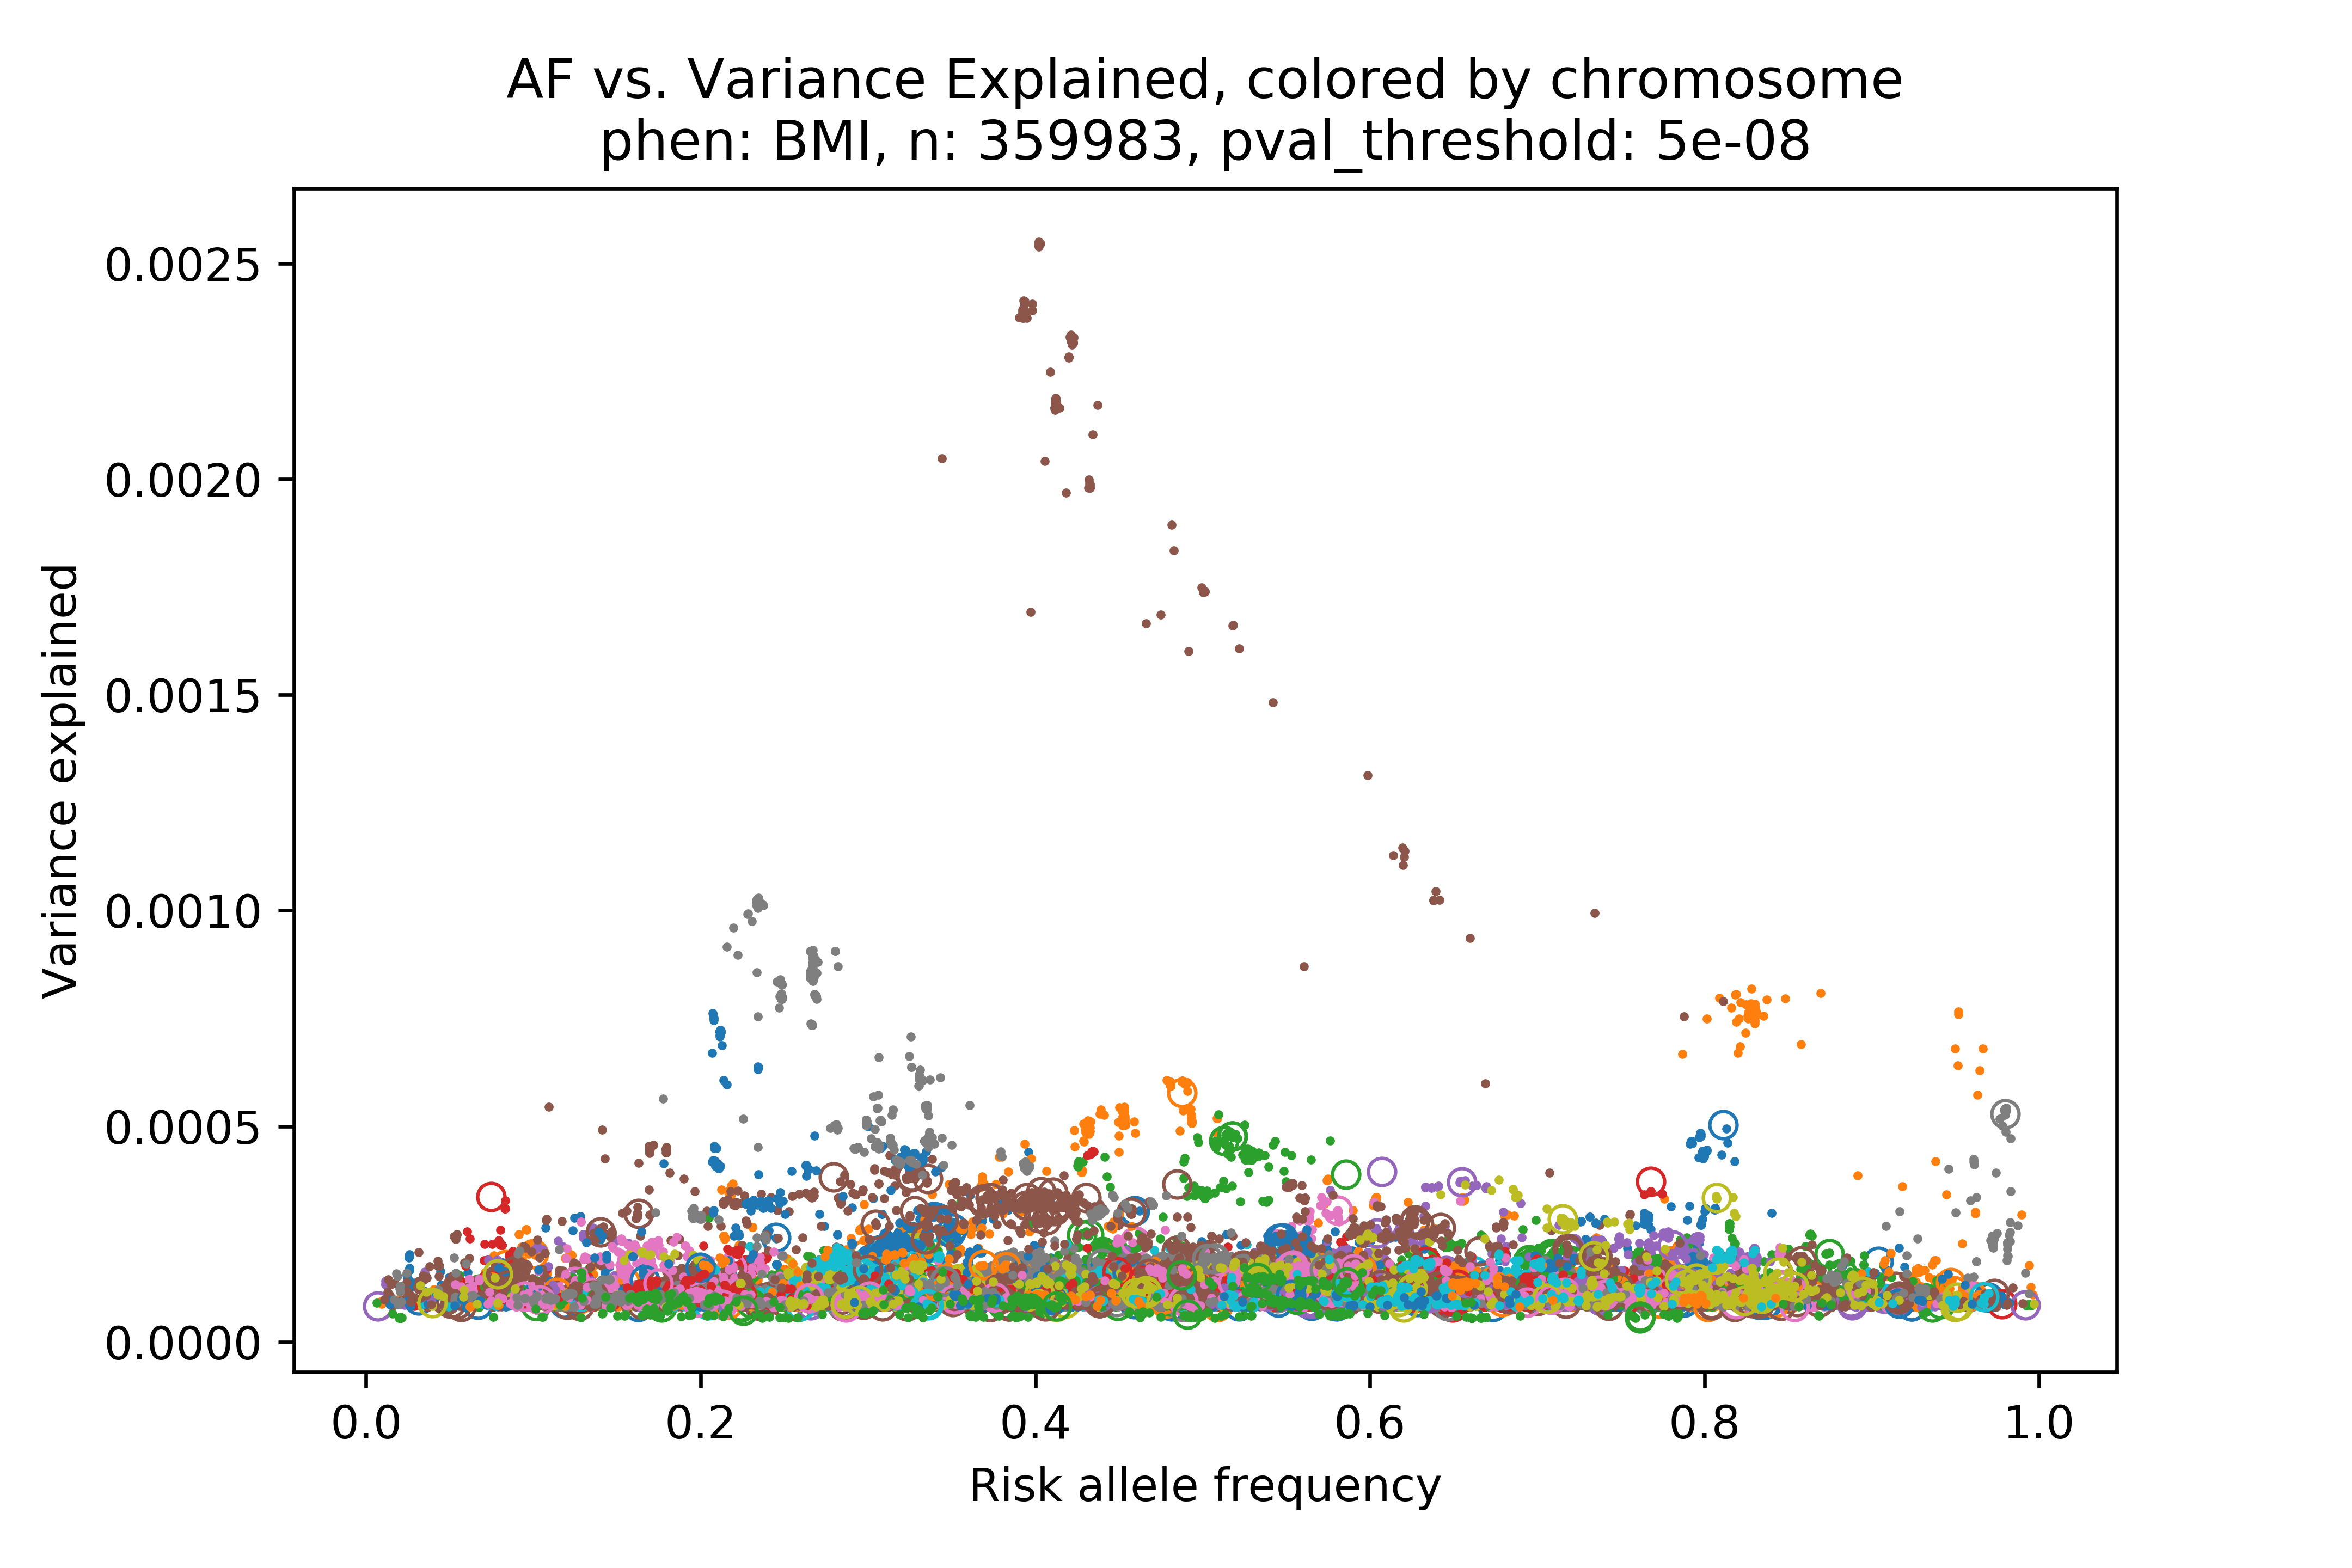 AF vs. Variance Explained, colored by chromosome
phen: BMI, n: 359983, pval_threshold: 5e-08
Variance explained
0.0025
0.0020
0.0015
0.0010
0.0005
0.0000
0.0 0.2 0.4 0.6 0.8 1.0
Risk allele frequency